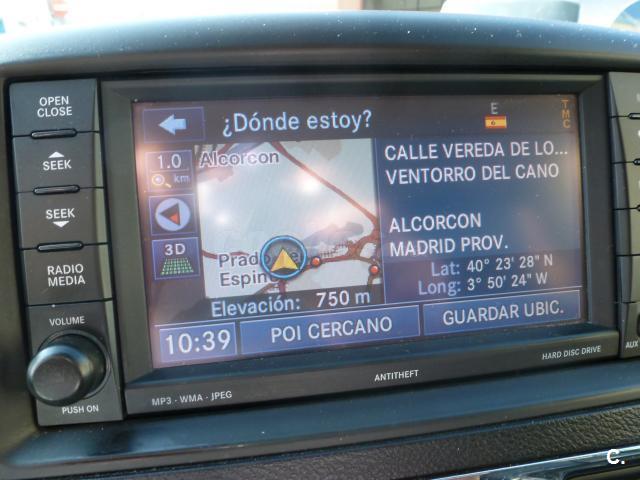 OPEN
CLOSE
SEEK
SEEK
RADIO
MEDIA
VOLUME
PUSH ON
¿Dónde estoy?
E
TMC
1.0
km
3D
Alcorcon
Prado
Espin
Elevación: 750 m
CALLE VEREDA DE LO...
VENTORRO DEL CANO
ALCORCON
MADRID PROV.
Lat: 40° 23' 28" N
Long: 3° 50' 24" W
10:39
POI CERCANO
GUARDAR UBIC.
MP3 · WMA · JPEG
ANTITHEFT
HARD DISC DRIVE
AUX
C.